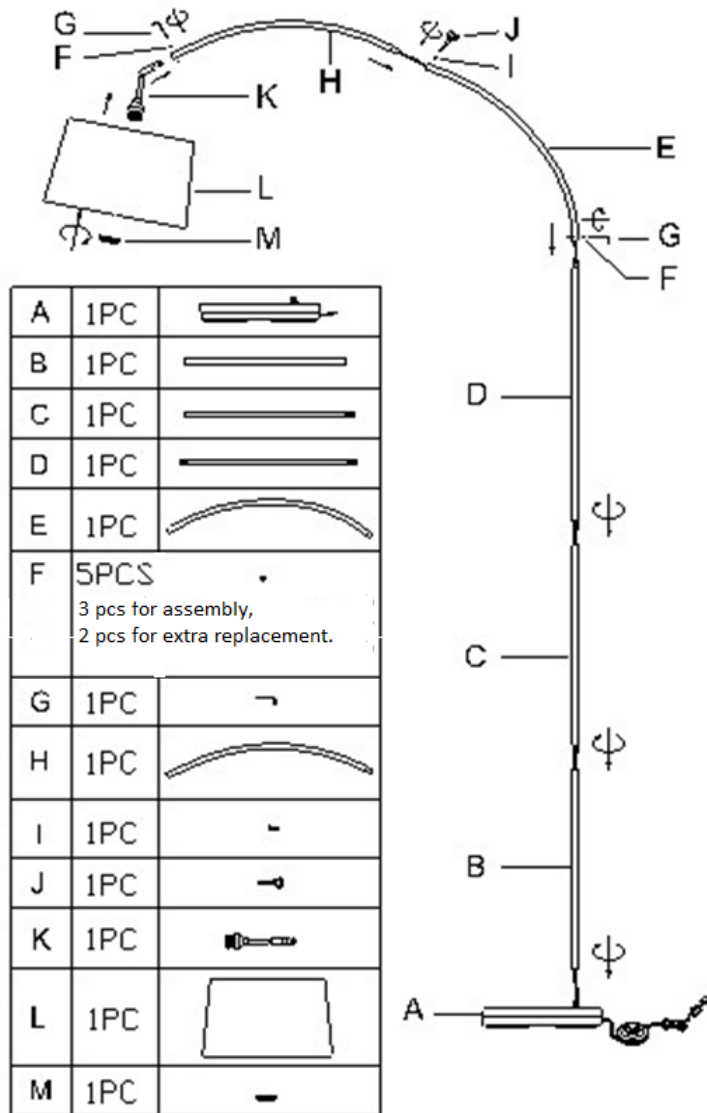 G
F
J
I
H
K
E
L
M
G
F
A 1PC
B 1PC
C 1PC
D 1PC
E 1PC
F 5PCS
3 pcs for assembly,
2 pcs for extra replacement.
G 1PC
H 1PC
I 1PC
J 1PC
K 1PC
L 1PC
M 1PC
D
C
B
A